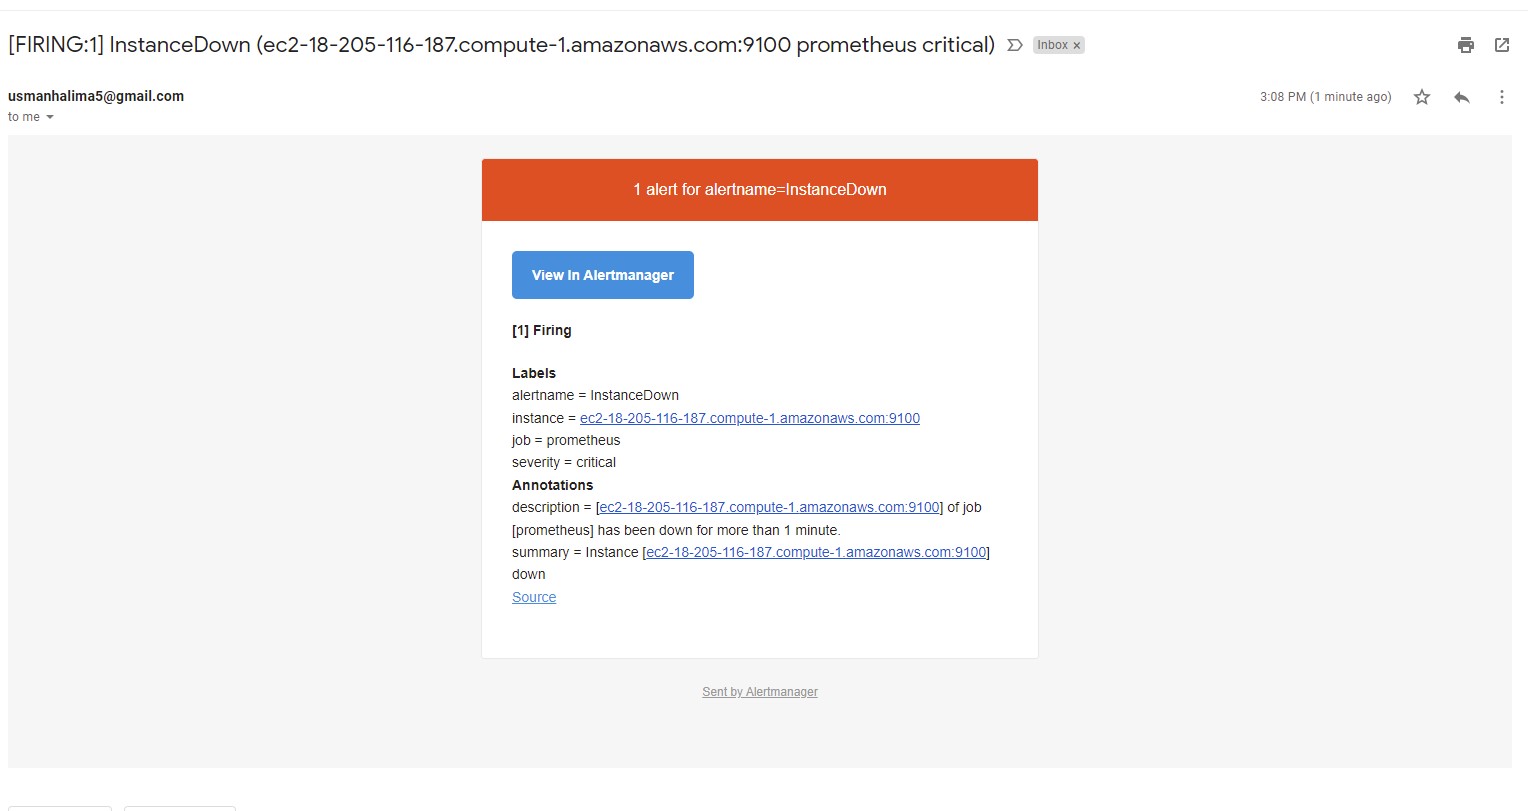 [FIRING:1] InstanceDown (ec2-18-205-116-187.compute-1.amazonaws.com:9100 prometheus critical) Inbox ×
usmanhalima5@gmail.com 3:08 PM (1 minute ago)
to me
1 alert for alertname=InstanceDown
View In Alertmanager
[1] Firing
Labels
alertname = InstanceDown
instance = ec2-18-205-116-187.compute-1.amazonaws.com:9100
job = prometheus
severity = critical
Annotations
description = [ec2-18-205-116-187.compute-1.amazonaws.com:9100] of job
[prometheus] has been down for more than 1 minute.
summary = Instance [ec2-18-205-116-187.compute-1.amazonaws.com:9100]
down
Source
Sent by Alertmanager